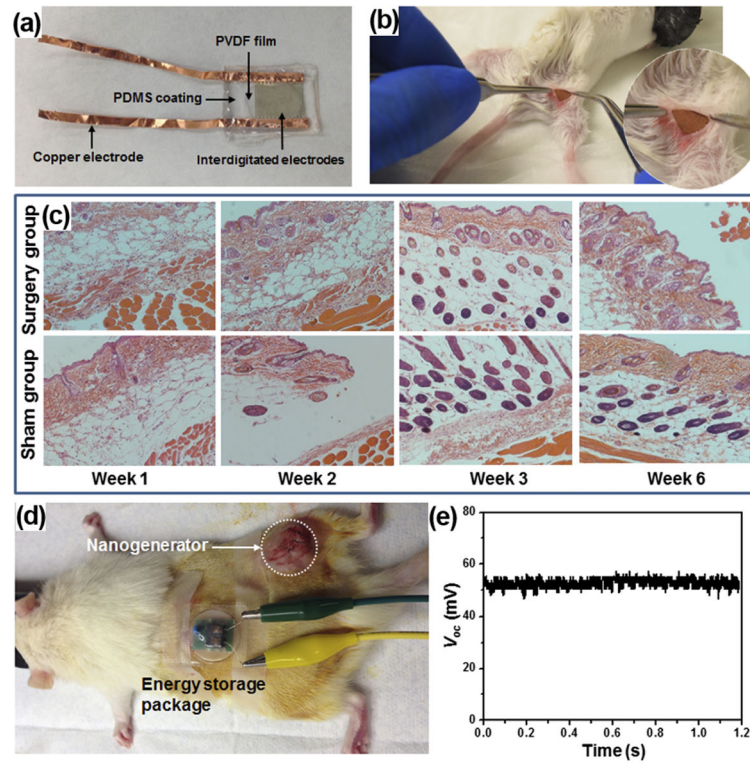 (a)
PVDF film
PDMS coating
Copper electrode
Interdigitated electrodes
(b)
(c)
Surgery group
Sham group
Week 1
Week 2
Week 3
Week 6
(d)
Nanogenerator
Energy storage
package
(e)
80
60
40
20
0
Voc (mV)
0.0
0.2
0.4
0.6
0.8
1.0
1.2
Time (s)